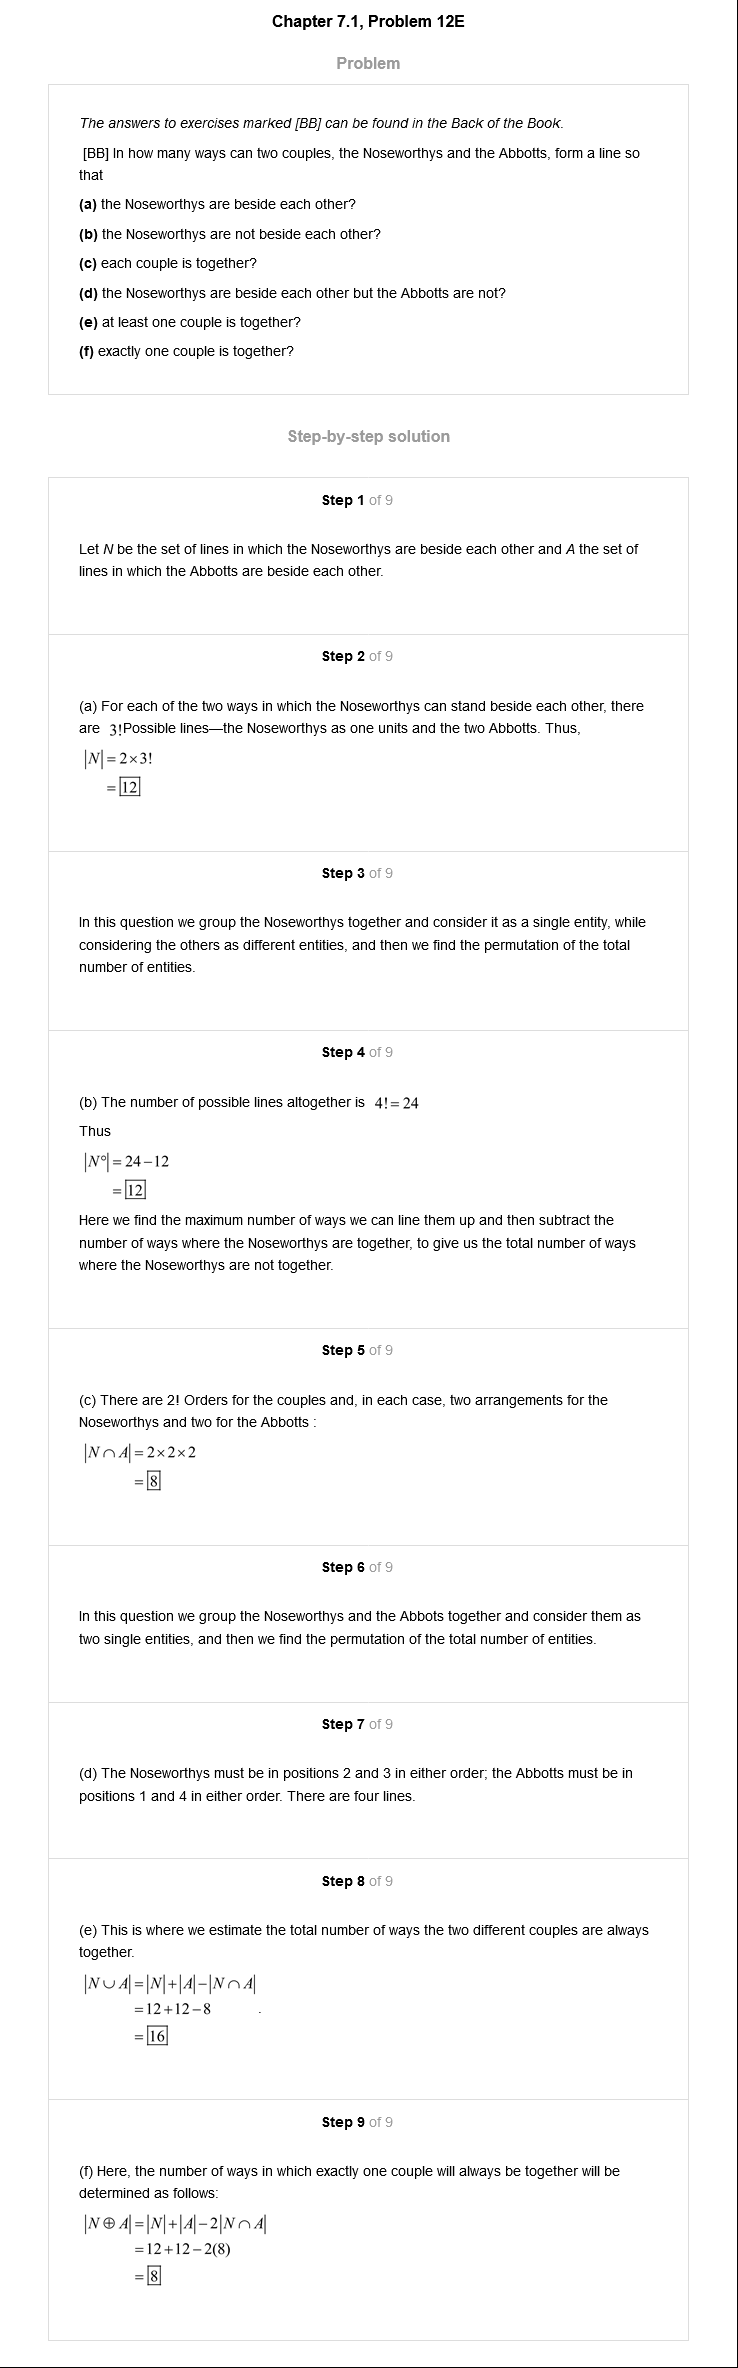 Chapter 7.1, Problem 12E
Problem
The answers to exercises marked [BB] can be found in the Back of the Book.
[BB] In how many ways can two couples, the Noseworthys and the Abbotts, form a line so
that
(a) the Noseworthys are beside each other?
(b) the Noseworthys are not beside each other?
(c) each couple is together?
(d) the Noseworthys are beside each other but the Abbotts are not?
(e) at least one couple is together?
(f) exactly one couple is together?
Step-by-step solution
Step 1 of 9
Let N be the set of lines in which the Noseworthys are beside each other and A the set of
lines in which the Abbotts are beside each other.
Step 2 of 9
(a) For each of the two ways in which the Noseworthys can stand beside each other, there
are 3!Possible lines—the Noseworthys as one units and the two Abbotts. Thus,
|N| = 2×3!
= 12
Step 3 of 9
In this question we group the Noseworthys together and consider it as a single entity, while
considering the others as different entities, and then we find the permutation of the total
number of entities.
Step 4 of 9
(b) The number of possible lines altogether is 4! = 24
Thus
|N°| = 24−12
= 12
Here we find the maximum number of ways we can line them up and then subtract the
number of ways where the Noseworthys are together, to give us the total number of ways
where the Noseworthys are not together.
Step 5 of 9
(c) There are 2! Orders for the couples and, in each case, two arrangements for the
Noseworthys and two for the Abbotts :
|N∩A| = 2×2×2
= 8
Step 6 of 9
In this question we group the Noseworthys and the Abbots together and consider them as
two single entities, and then we find the permutation of the total number of entities.
Step 7 of 9
(d) The Noseworthys must be in positions 2 and 3 in either order; the Abbotts must be in
positions 1 and 4 in either order. There are four lines.
Step 8 of 9
(e) This is where we estimate the total number of ways the two different couples are always
together.
|N∪A| = |N|+|A|−|N∩A|
= 12+12−8 .
= 16
Step 9 of 9
(f) Here, the number of ways in which exactly one couple will always be together will be
determined as follows:
|N⊕A| = |N|+|A|−2|N∩A|
= 12+12−2(8)
= 8